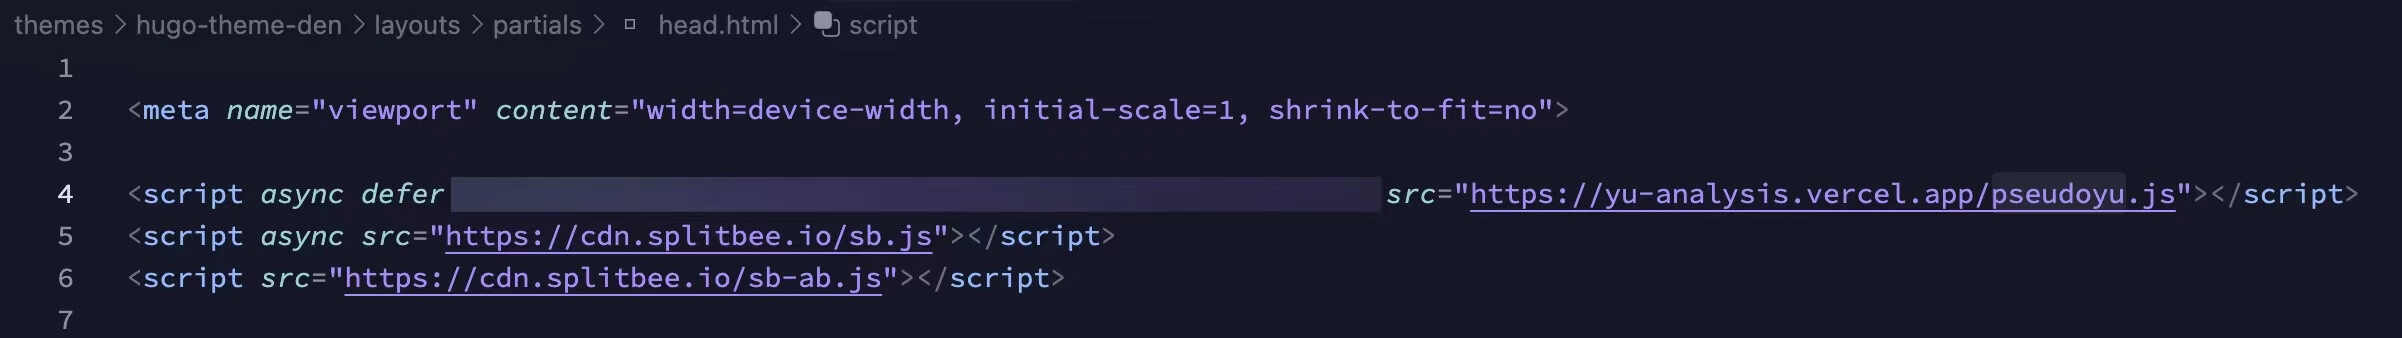 themes > hugo-theme-den > layouts > partials > head.html > script
1
2 <meta name="viewport" content="width=device-width, initial-scale=1, shrink-to-fit=no">
3
4 <script async defer src="https://yu-analysis.vercel.app/pseudoyu.js"></script>
5 <script async src="https://cdn.splitbee.io/sb.js"></script>
6 <script src="https://cdn.splitbee.io/sb-ab.js"></script>
7